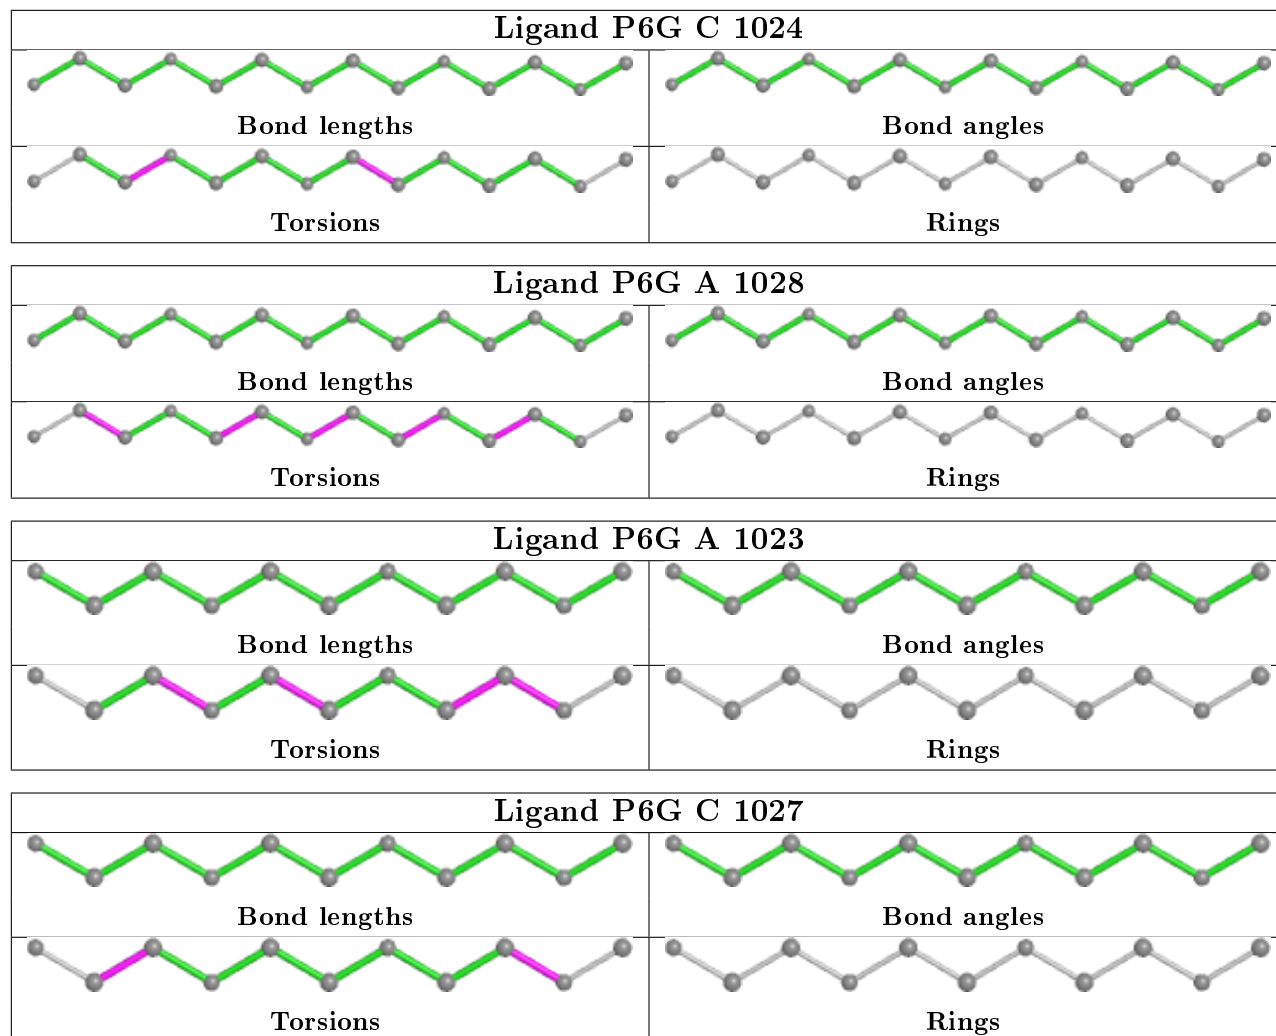 Ligand P6G C 1024
Bond lengths Bond angles
Torsions Rings
Ligand P6G A 1028
Bond lengths Bond angles
Torsions Rings
Ligand P6G A 1023
Bond lengths Bond angles
Torsions Rings
Ligand P6G C 1027
Bond lengths Bond angles
Torsions Rings